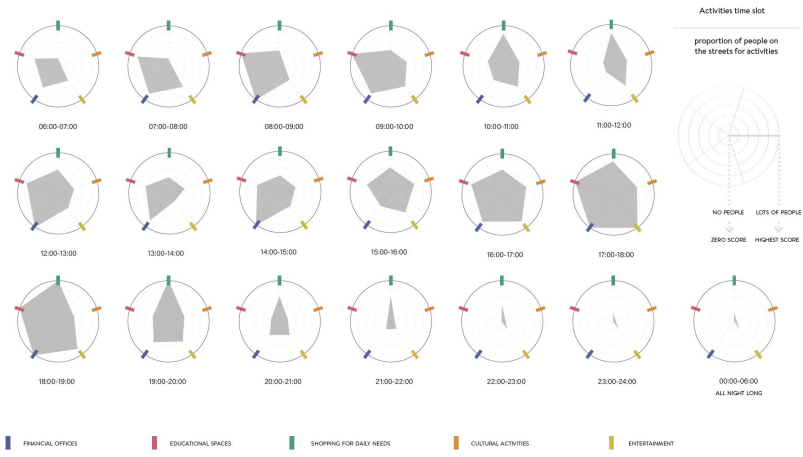 Activities time slot
proportion of people on
the streets for activities
06:00-07:00
07:00-08:00
08:00-09:00
09:00-10:00
10:00-11:00
11:00-12:00
12:00-13:00
13:00-14:00
14:00-15:00
15:00-16:00
16:00-17:00
17:00-18:00
NO PEOPLE
LOTS OF PEOPLE
ZERO SCORE
HIGHEST SCORE
18:00-19:00
19:00-20:00
20:00-21:00
21:00-22:00
22:00-23:00
23:00-24:00
00:00-06:00
ALL NIGHT LONG
FINANCIAL OFFICES
EDUCATIONAL SPACES
SHOPPING FOR DAILY NEEDS
CULTURAL ACTIVITIES
ENTERTAINMENT